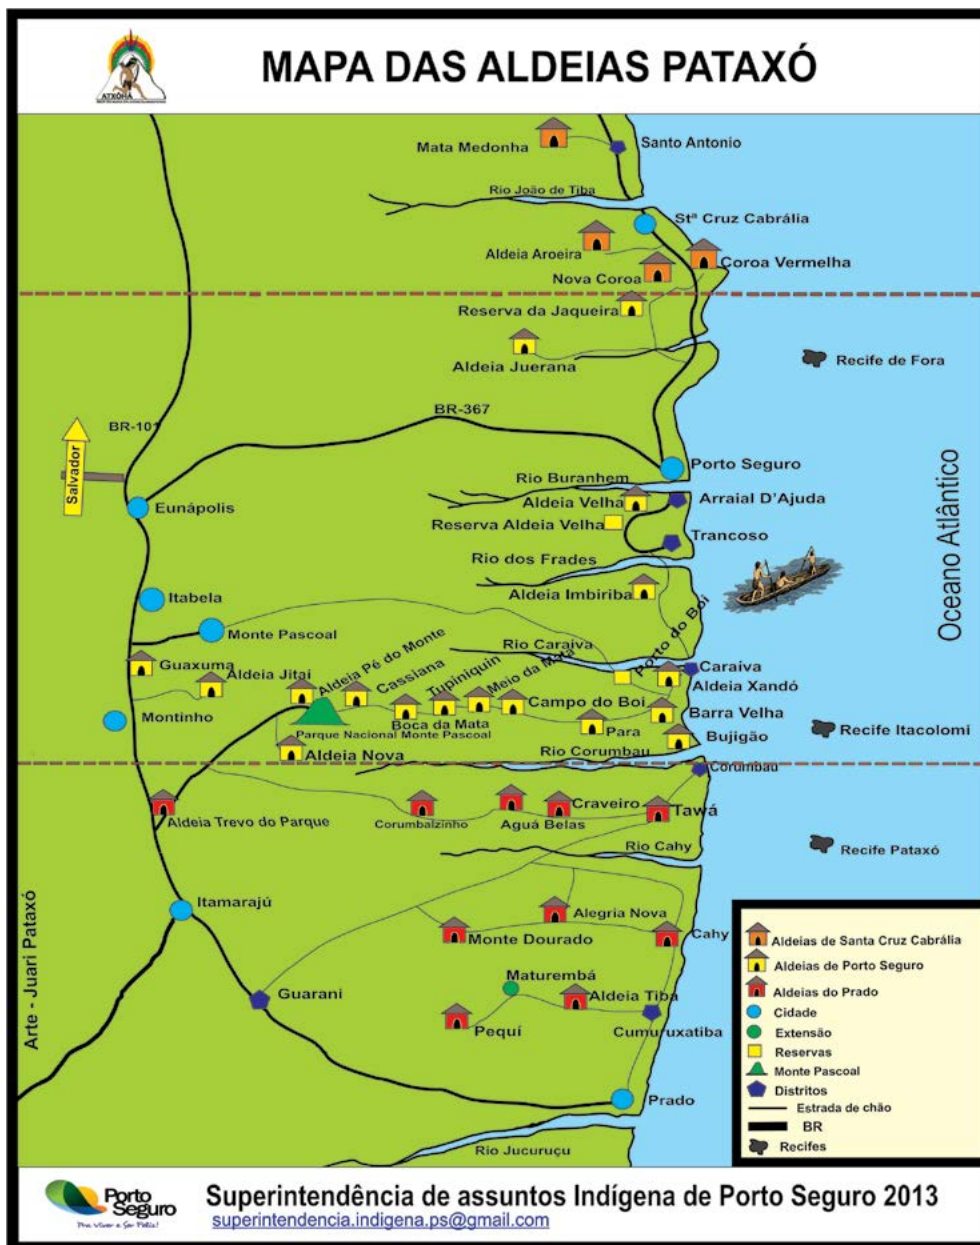 MAPA DAS ALDEIAS PATAXÓ
ATXÔHÃ
Mata Medonha
Santo Antonio
Rio João de Tiba
Stª Cruz Cabrália
Aldeia Aroeira
Nova Coroa
Coroa Vermelha
Reserva da Jaqueira
Aldeia Juerana
Recife de Fora
BR-367
BR-101
Salvador
Porto Seguro
Rio Buranhem
Aldeia Velha
Arraial D'Ajuda
Eunápolis
Reserva Aldeia Velha
Trancoso
Rio dos Frades
Oceano Atlântico
Itabela
Aldeia Imbiriba
Monte Pascoal
Rio Caraíva
Porto do Boi
Caraíva
Guaxuma
Aldeia Jitaí
Aldeia Pé do Monte
Cassiana
Tupiniquin
Meio da Mata
Aldeia Xandó
Montinho
Boca da Mata
Campo do Boi
Barra Velha
Parque Nacional Monte Pascoal
Para
Bujigão
Recife Itacolomi
Aldeia Nova
Rio Corumbau
Corumbau
Aldeia Trevo do Parque
Corumbalzinho
Aguá Belas
Craveiro
Tawá
Rio Cahy
Recife Pataxó
Itamarajú
Alegria Nova
Monte Dourado
Cahy
Guarani
Maturembá
Aldeia Tibá
Pequí
Cumuruxatiba
Prado
Rio Jucuruçu
Arte - Juari Pataxó
Aldeias de Santa Cruz Cabrália
Aldeias de Porto Seguro
Aldeias do Prado
Cidade
Extensão
Reservas
Monte Pascoal
Distritos
Estrada de chão
BR
Recifes
Porto
Seguro
Pra Viver e Ser Feliz!
Superintendência de assuntos Indígena de Porto Seguro 2013
superintendencia.indigena.ps@gmail.com